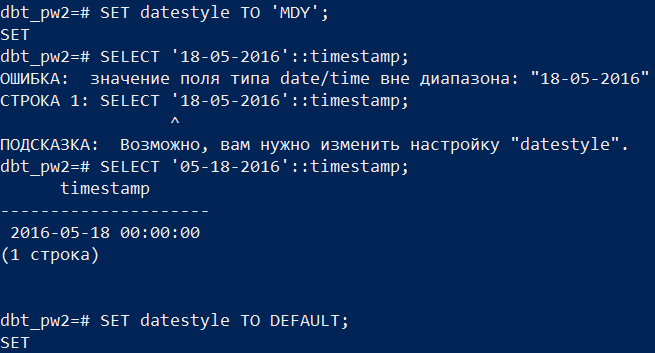 dbt_pw2=# SET datestyle TO 'MDY';
SET
dbt_pw2=# SELECT '18-05-2016'::timestamp;
ОШИБКА:  значение поля типа date/time вне диапазона: "18-05-2016"
СТРОКА 1: SELECT '18-05-2016'::timestamp;
                 ^
ПОДСКАЗКА:  Возможно, вам нужно изменить настройку "datestyle".
dbt_pw2=# SELECT '05-18-2016'::timestamp;
      timestamp
---------------------
 2016-05-18 00:00:00
(1 строка)
dbt_pw2=# SET datestyle TO DEFAULT;
SET